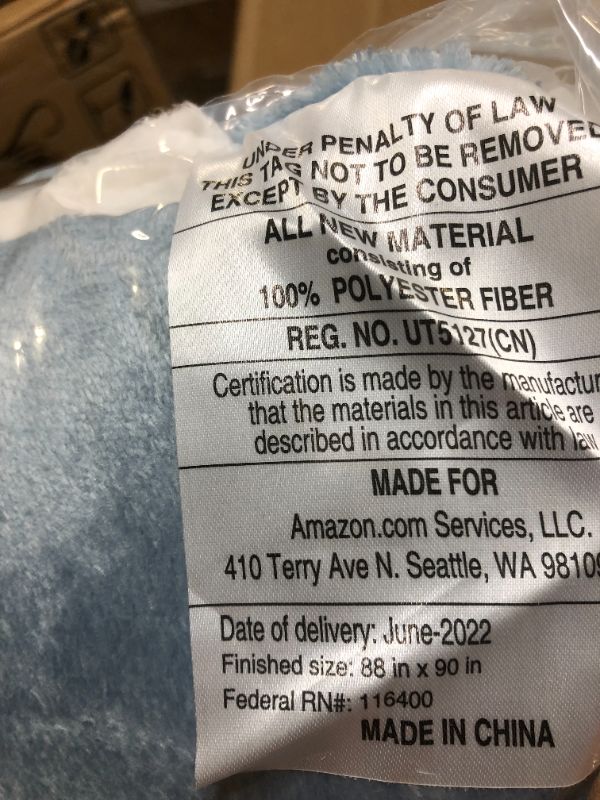 UNDER PENALTY OF LAW
THIS TAG NOT TO BE REMOVED
EXCEPT BY THE CONSUMER
ALL NEW MATERIAL
consisting of
100% POLYESTER FIBER
REG. NO. UT5127(CN)
Certification is made by the manufactur
that the materials in this article are
described in accordance with law
MADE FOR
Amazon.com Services, LLC.
410 Terry Ave N. Seattle, WA 98109
Date of delivery: June-2022
Finished size: 88 in x 90 in
Federal RN#: 116400
MADE IN CHINA